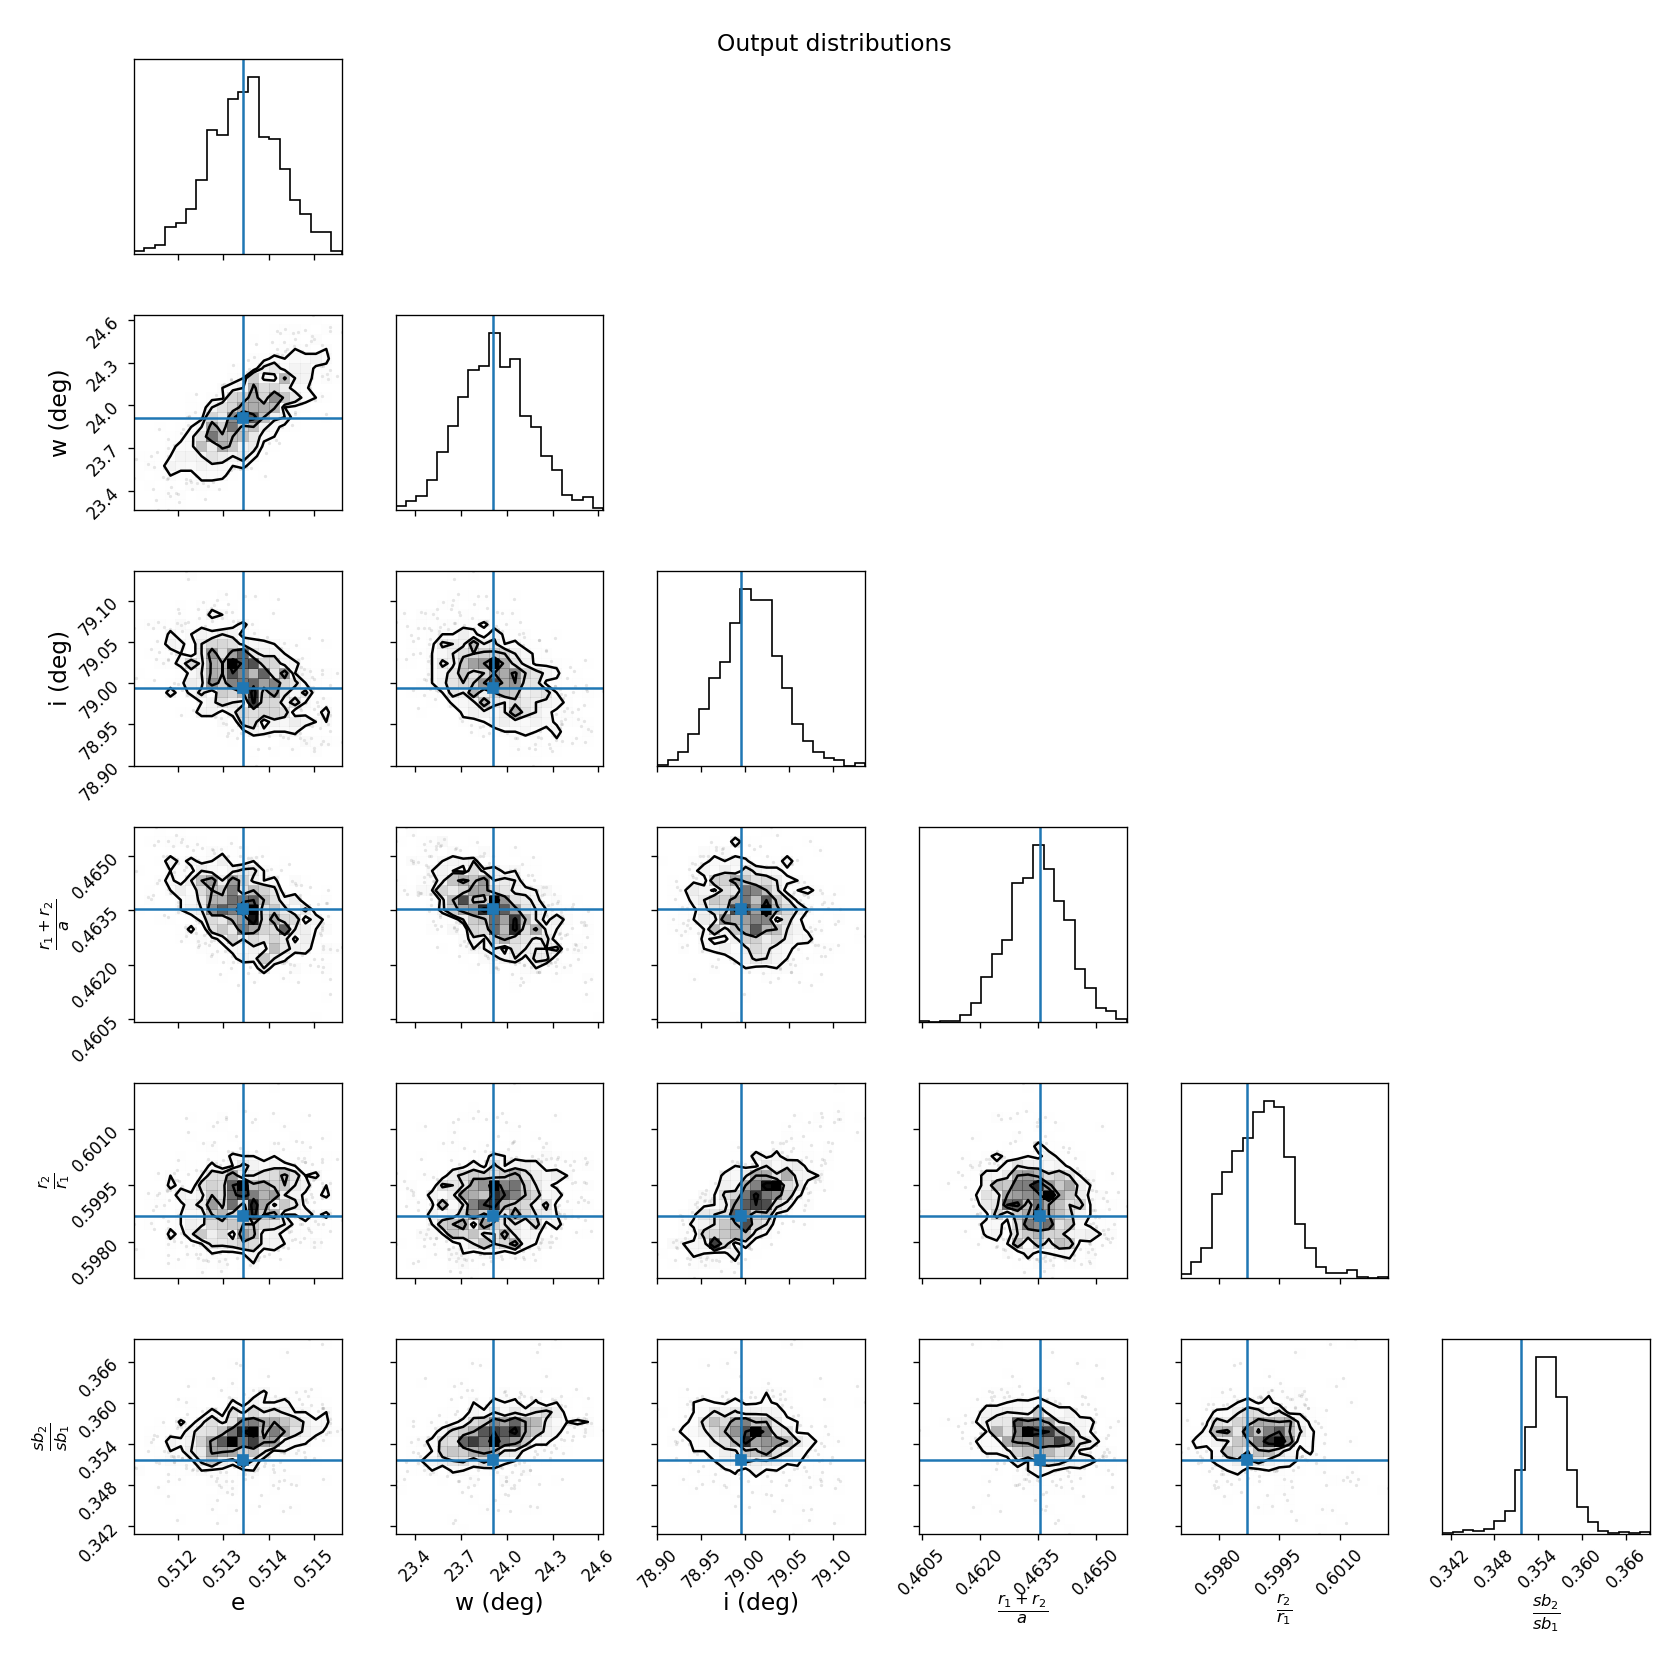 Output distributions
w (deg)
24.6
24.3
24.0
23.7
23.4
i (deg)
79.10
79.05
79.00
78.95
78.90
r₁ + r₂
a
0.4650
0.4635
0.4620
0.4605
r₂
r₁
0.6010
0.5995
0.5980
sb₂
sb₁
0.366
0.360
0.354
0.348
0.342
0.512 0.513 0.514 0.515
e
23.4 23.7 24.0 24.3 24.6
w (deg)
78.90 78.95 79.00 79.05 79.10
i (deg)
0.4605 0.4620 0.4635 0.4650
r₁ + r₂
a
0.5980 0.5995 0.6010
r₂
r₁
0.342 0.348 0.354 0.360 0.366
sb₂
sb₁